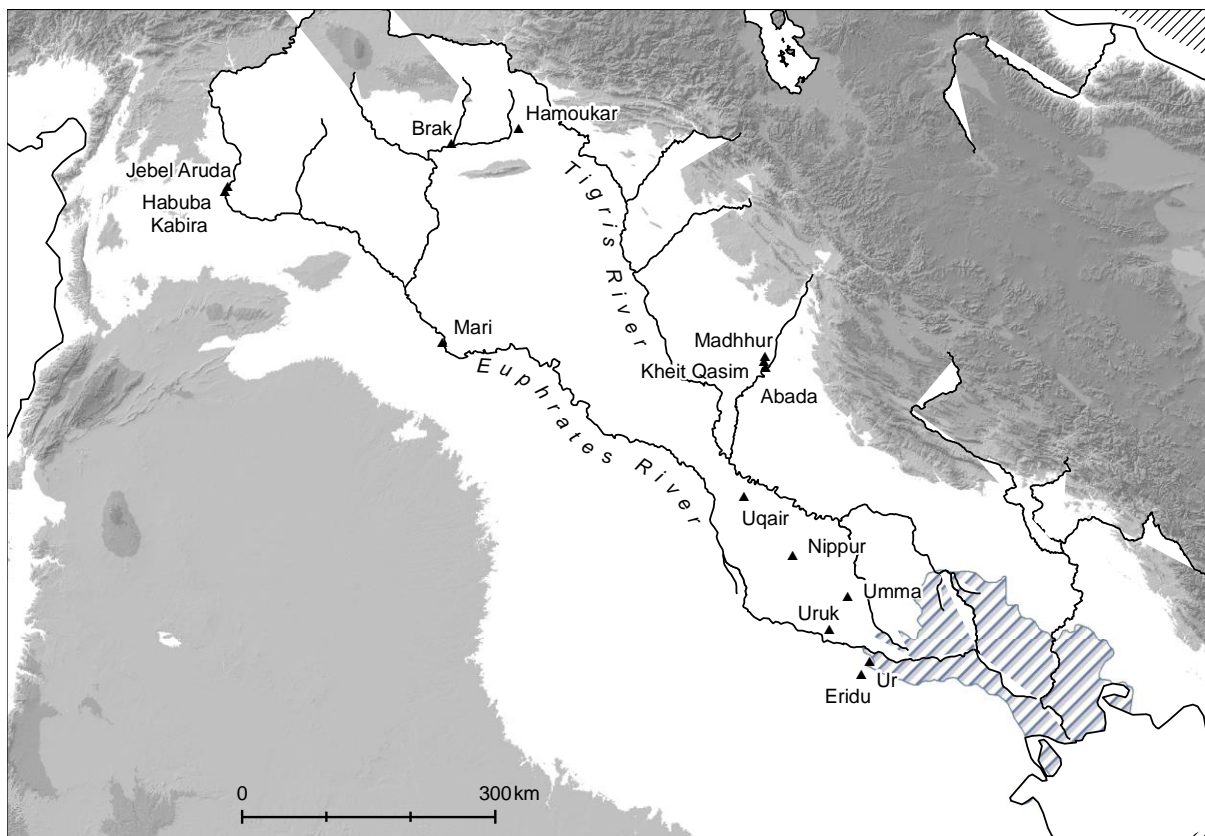 Hamoukar
Brak
Jebel Aruda
Habuba
Kabira
Tigris River
Mari
Euphrates River
Madhhur
Kheit Qasim
Abada
Uqair
Nippur
Umma
Uruk
Ur
Eridu
0
300 km